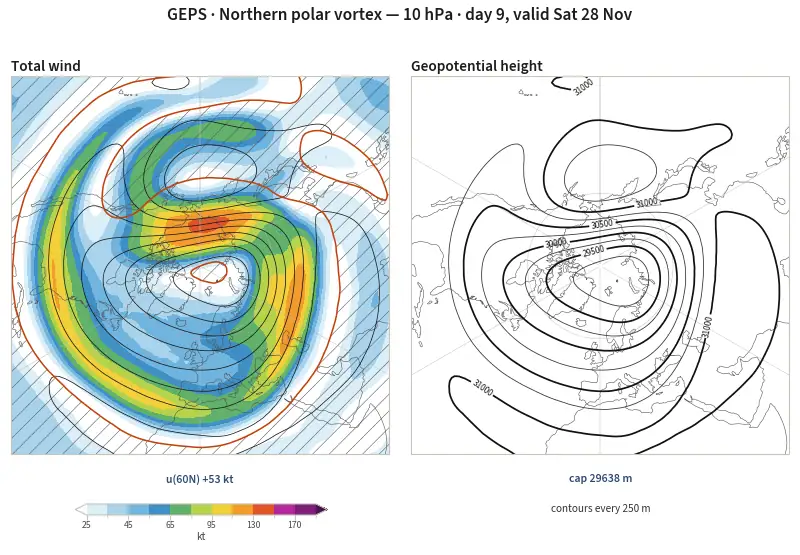 GEPS · Northern polar vortex — 10 hPa · day 9, valid Sat 28 Nov
Total wind
Geopotential height
31000
31000
30500
30000
29500
31000
31000
u(60N) +53 kt
cap 29638 m
contours every 250 m
25 45 65 95 130 170
kt